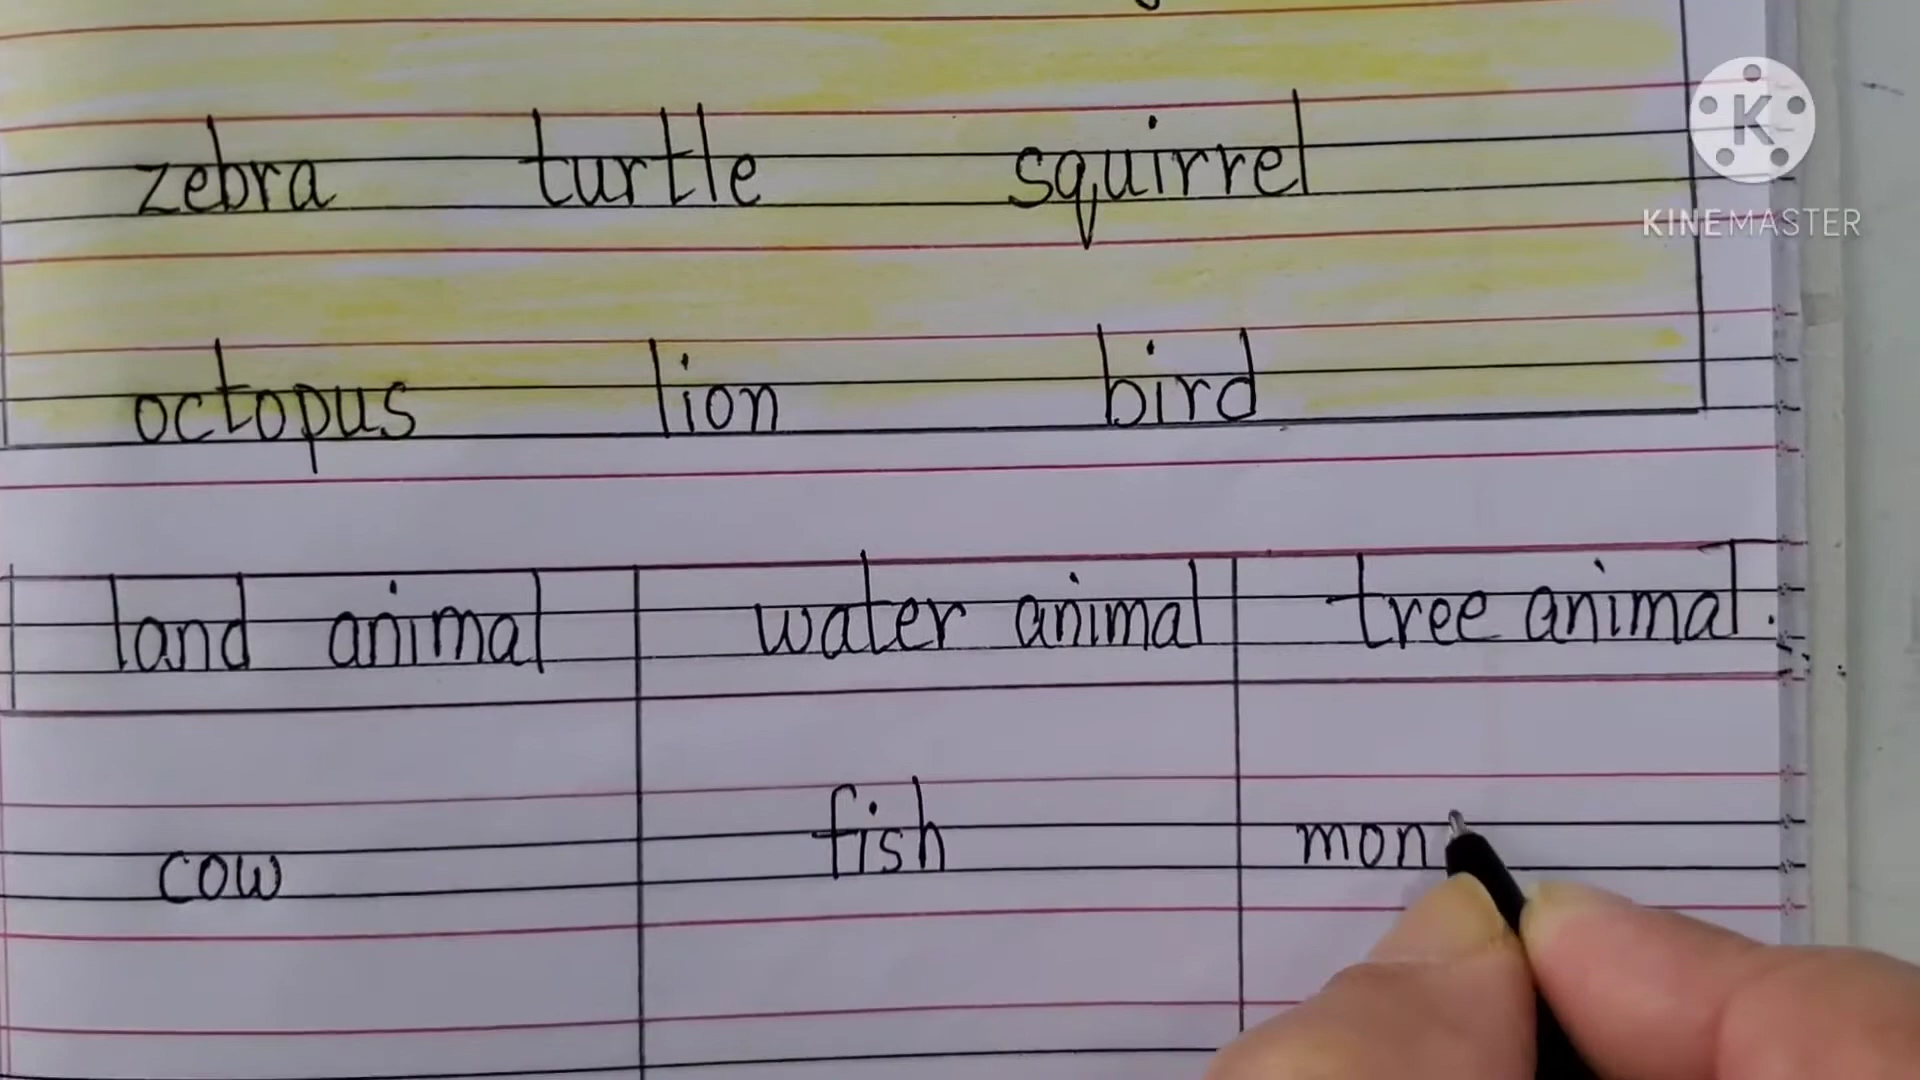 zebra turtle squirrel
K
KINEMASTER
octopus lion bird
land animal water animal tree animal.
cow fish mon